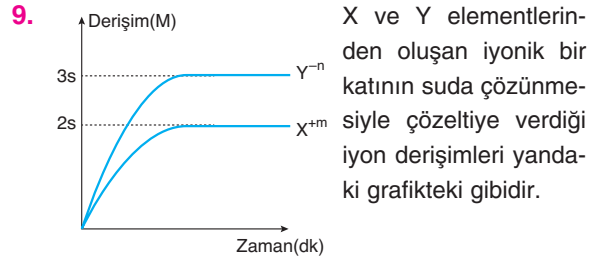 9.
Derişim(M)
3s
2s
Y⁻ⁿ
X⁺ᵐ
Zaman(dk)
X ve Y elementlerin-
den oluşan iyonik bir
katının suda çözünme-
siyle çözeltiye verdiği
iyon derişimleri yanda-
ki grafikteki gibidir.